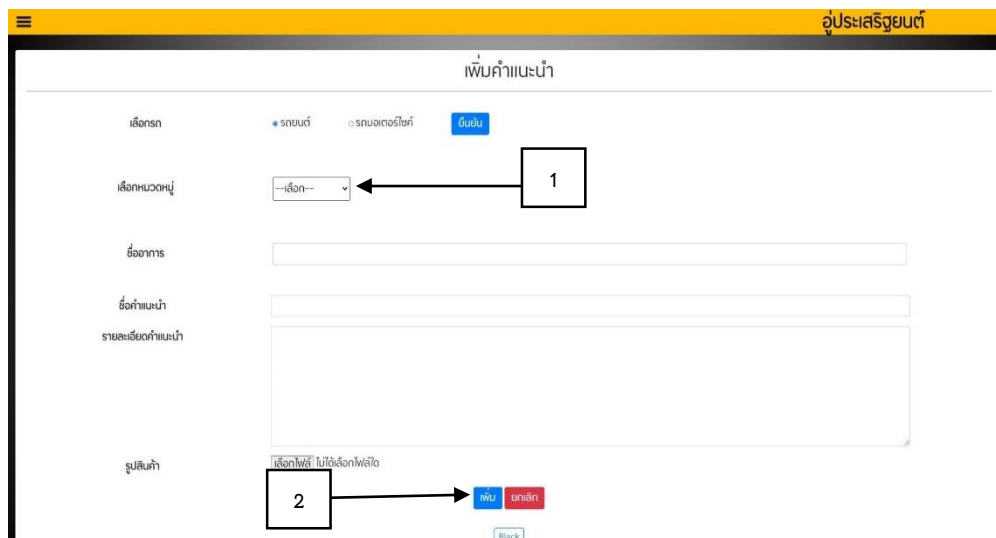 อู่ประเสริฐยนต์
เพิ่มคำแนะนำ
เลือกรถ รถยนต์ รถมอเตอร์ไซค์ ยืนยัน
เลือกหมวดหมู่ --เลือก-- 1
ชื่ออาการ
ชื่อคำแนะนำ
รายละเอียดคำแนะนำ
รูปสินค้า เลือกไฟล์ ไม่ได้เลือกไฟล์ใด
2 เพิ่ม ยกเลิก
Black